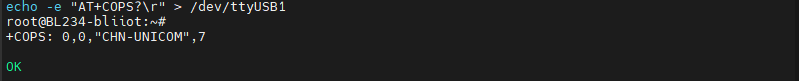 echo -e "AT+COPS?\r" > /dev/ttyUSB1
root@BL234-bliiot:~#
+COPS: 0,0,"CHN-UNICOM",7
OK